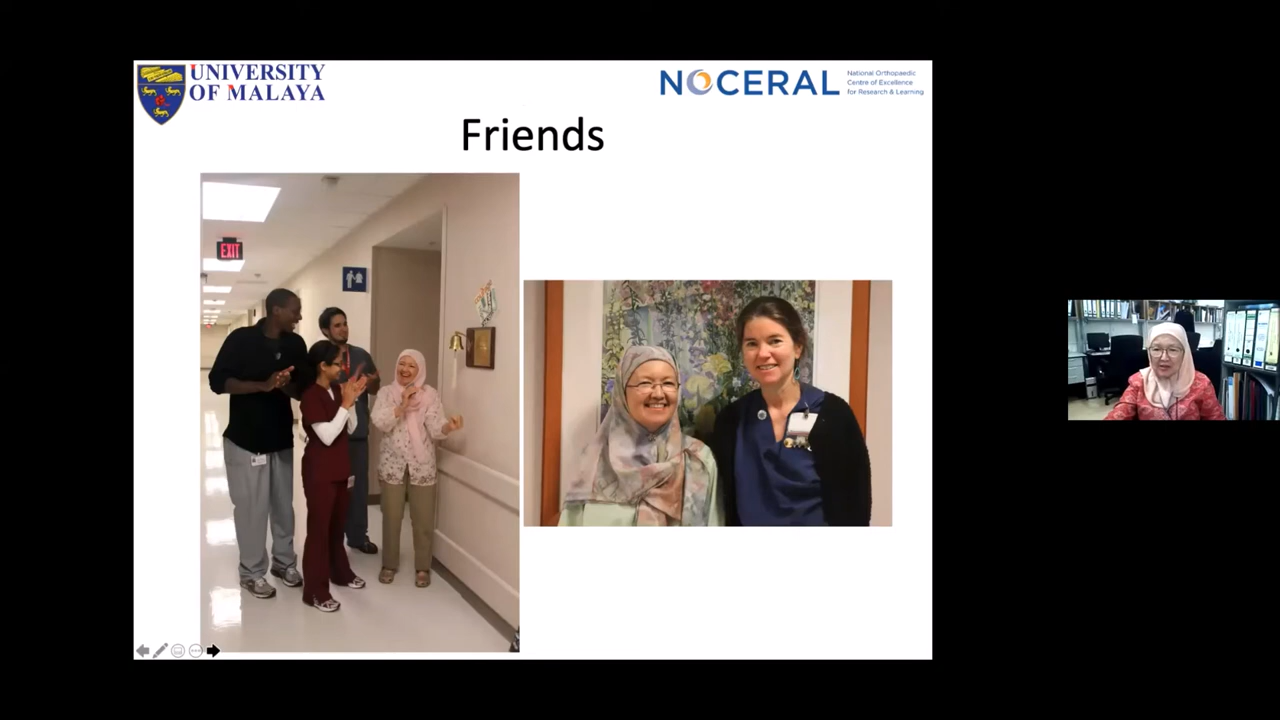 UNIVERSITY
OF MALAYA
NOCERAL
National Orthopaedic
Centre of Excellence
for Research & Learning
Friends
EXIT